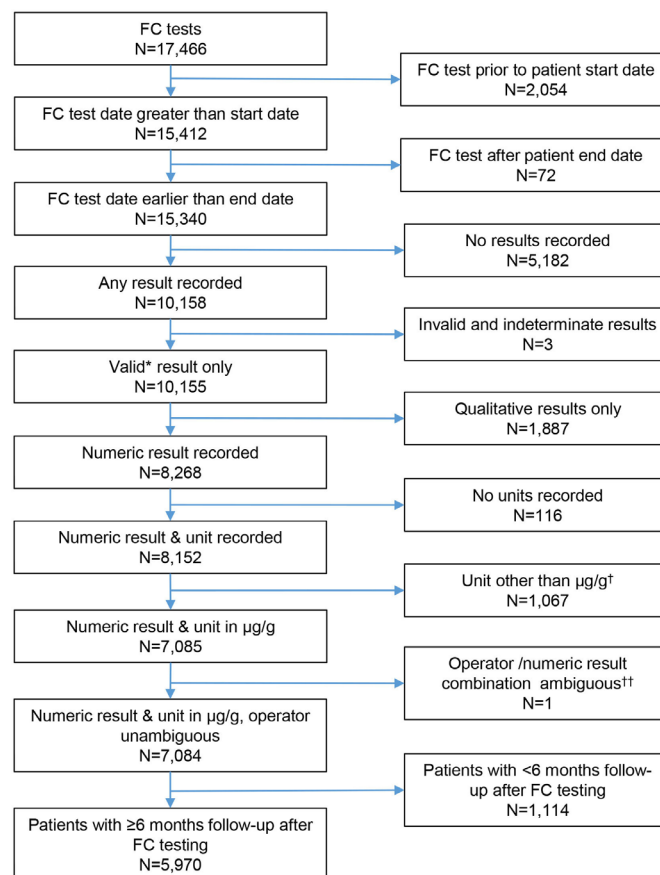 FC tests
N=17,466
FC test prior to patient start date
N=2,054
FC test date greater than start date
N=15,412
FC test after patient end date
N=72
FC test date earlier than end date
N=15,340
No results recorded
N=5,182
Any result recorded
N=10,158
Invalid and indeterminate results
N=3
Valid* result only
N=10,155
Qualitative results only
N=1,887
Numeric result recorded
N=8,268
No units recorded
N=116
Numeric result & unit recorded
N=8,152
Unit other than µg/g†
N=1,067
Numeric result & unit in µg/g
N=7,085
Operator /numeric result
combination ambiguous††
N=1
Numeric result & unit in µg/g, operator
unambiguous
N=7,084
Patients with <6 months follow-
up after FC testing
N=1,114
Patients with ≥6 months follow-up after
FC testing
N=5,970